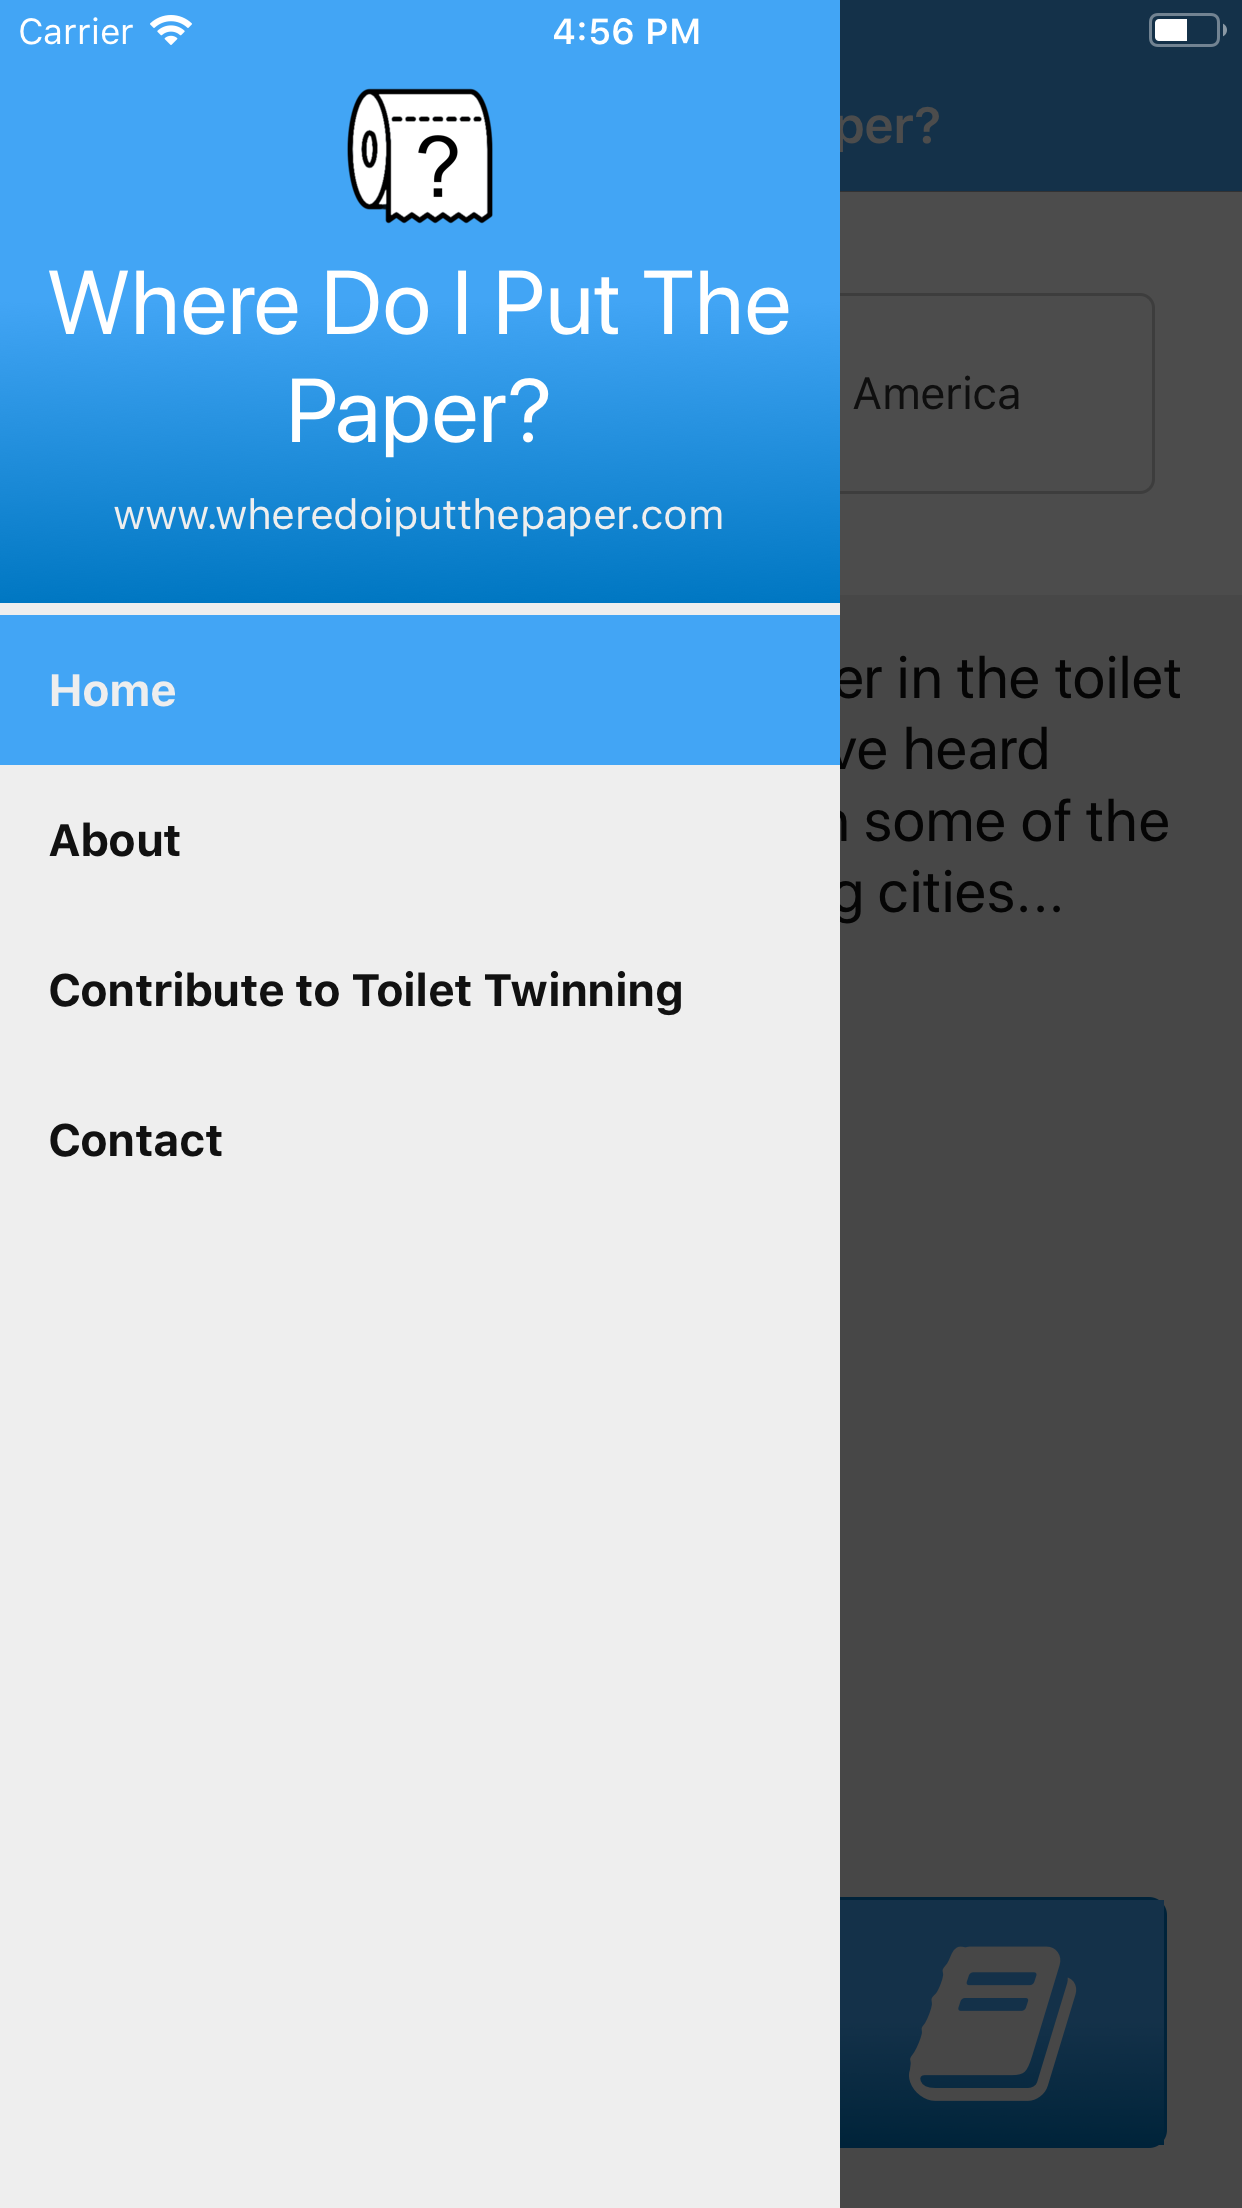 Carrier 4:56 PM
?
Where Do I Put The
Paper?
www.wheredoiputthepaper.com
Home
About
Contribute to Toilet Twinning
Contact
per?
America
er in the toilet
ve heard
some of the
g cities...